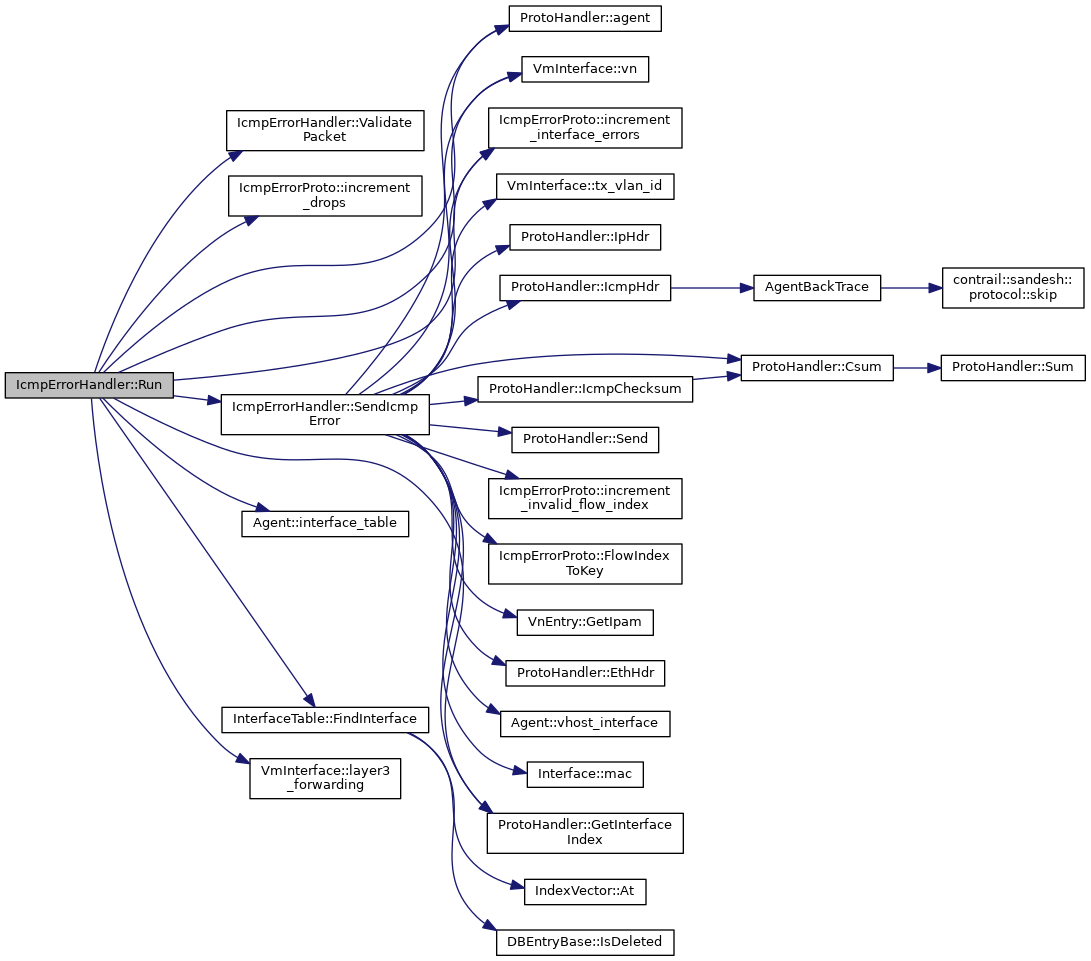 IcmpErrorHandler::Run
IcmpErrorHandler::Validate
Packet
IcmpErrorProto::increment
_drops
IcmpErrorHandler::SendIcmp
Error
Agent::interface_table
InterfaceTable::FindInterface
VmInterface::layer3
_forwarding
ProtoHandler::agent
VmInterface::vn
IcmpErrorProto::increment
_interface_errors
VmInterface::tx_vlan_id
ProtoHandler::IpHdr
ProtoHandler::IcmpHdr
ProtoHandler::IcmpChecksum
ProtoHandler::Send
IcmpErrorProto::increment
_invalid_flow_index
IcmpErrorProto::FlowIndex
ToKey
VnEntry::GetIpam
ProtoHandler::EthHdr
Agent::vhost_interface
Interface::mac
ProtoHandler::GetInterface
Index
IndexVector::At
DBEntryBase::IsDeleted
AgentBackTrace
ProtoHandler::Csum
contrail::sandesh::
protocol::skip
ProtoHandler::Sum